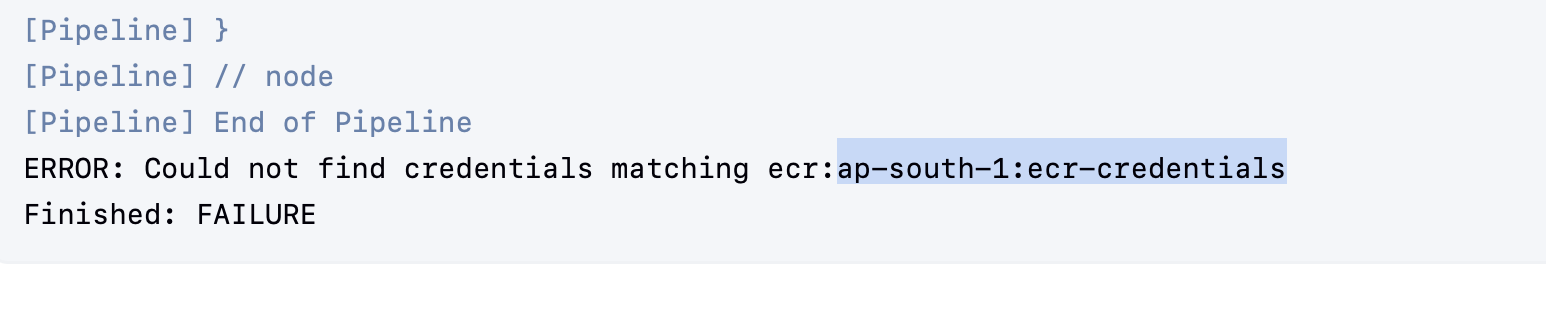 [Pipeline] }
[Pipeline] // node
[Pipeline] End of Pipeline
ERROR: Could not find credentials matching ecr:ap-south-1:ecr-credentials
Finished: FAILURE